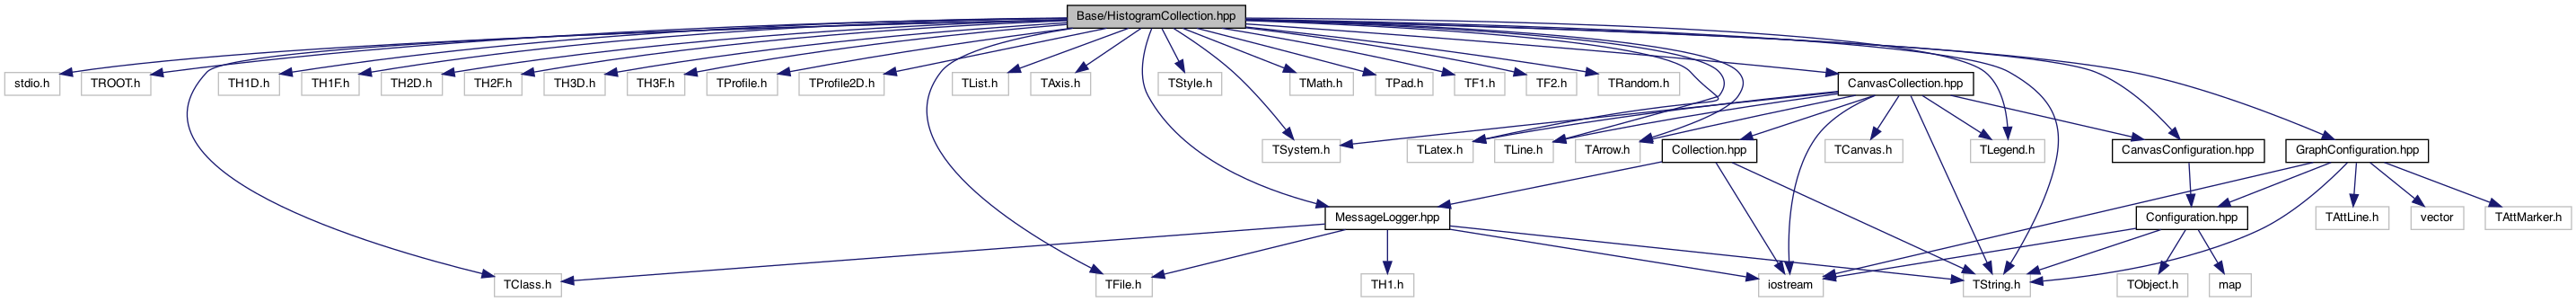 Base/HistogramCollection.hpp
stdio.h
TROOT.h
TH1D.h
TH1F.h
TH2D.h
TH2F.h
TH3D.h
TH3F.h
TProfile.h
TProfile2D.h
TList.h
TAxis.h
TStyle.h
TMath.h
TPad.h
TF1.h
TF2.h
TRandom.h
CanvasCollection.hpp
TSystem.h
TLatex.h
TLine.h
TArrow.h
Collection.hpp
TCanvas.h
TLegend.h
CanvasConfiguration.hpp
GraphConfiguration.hpp
MessageLogger.hpp
Configuration.hpp
TAttLine.h
vector
TAttMarker.h
TClass.h
TFile.h
TH1.h
iostream
TString.h
TObject.h
map